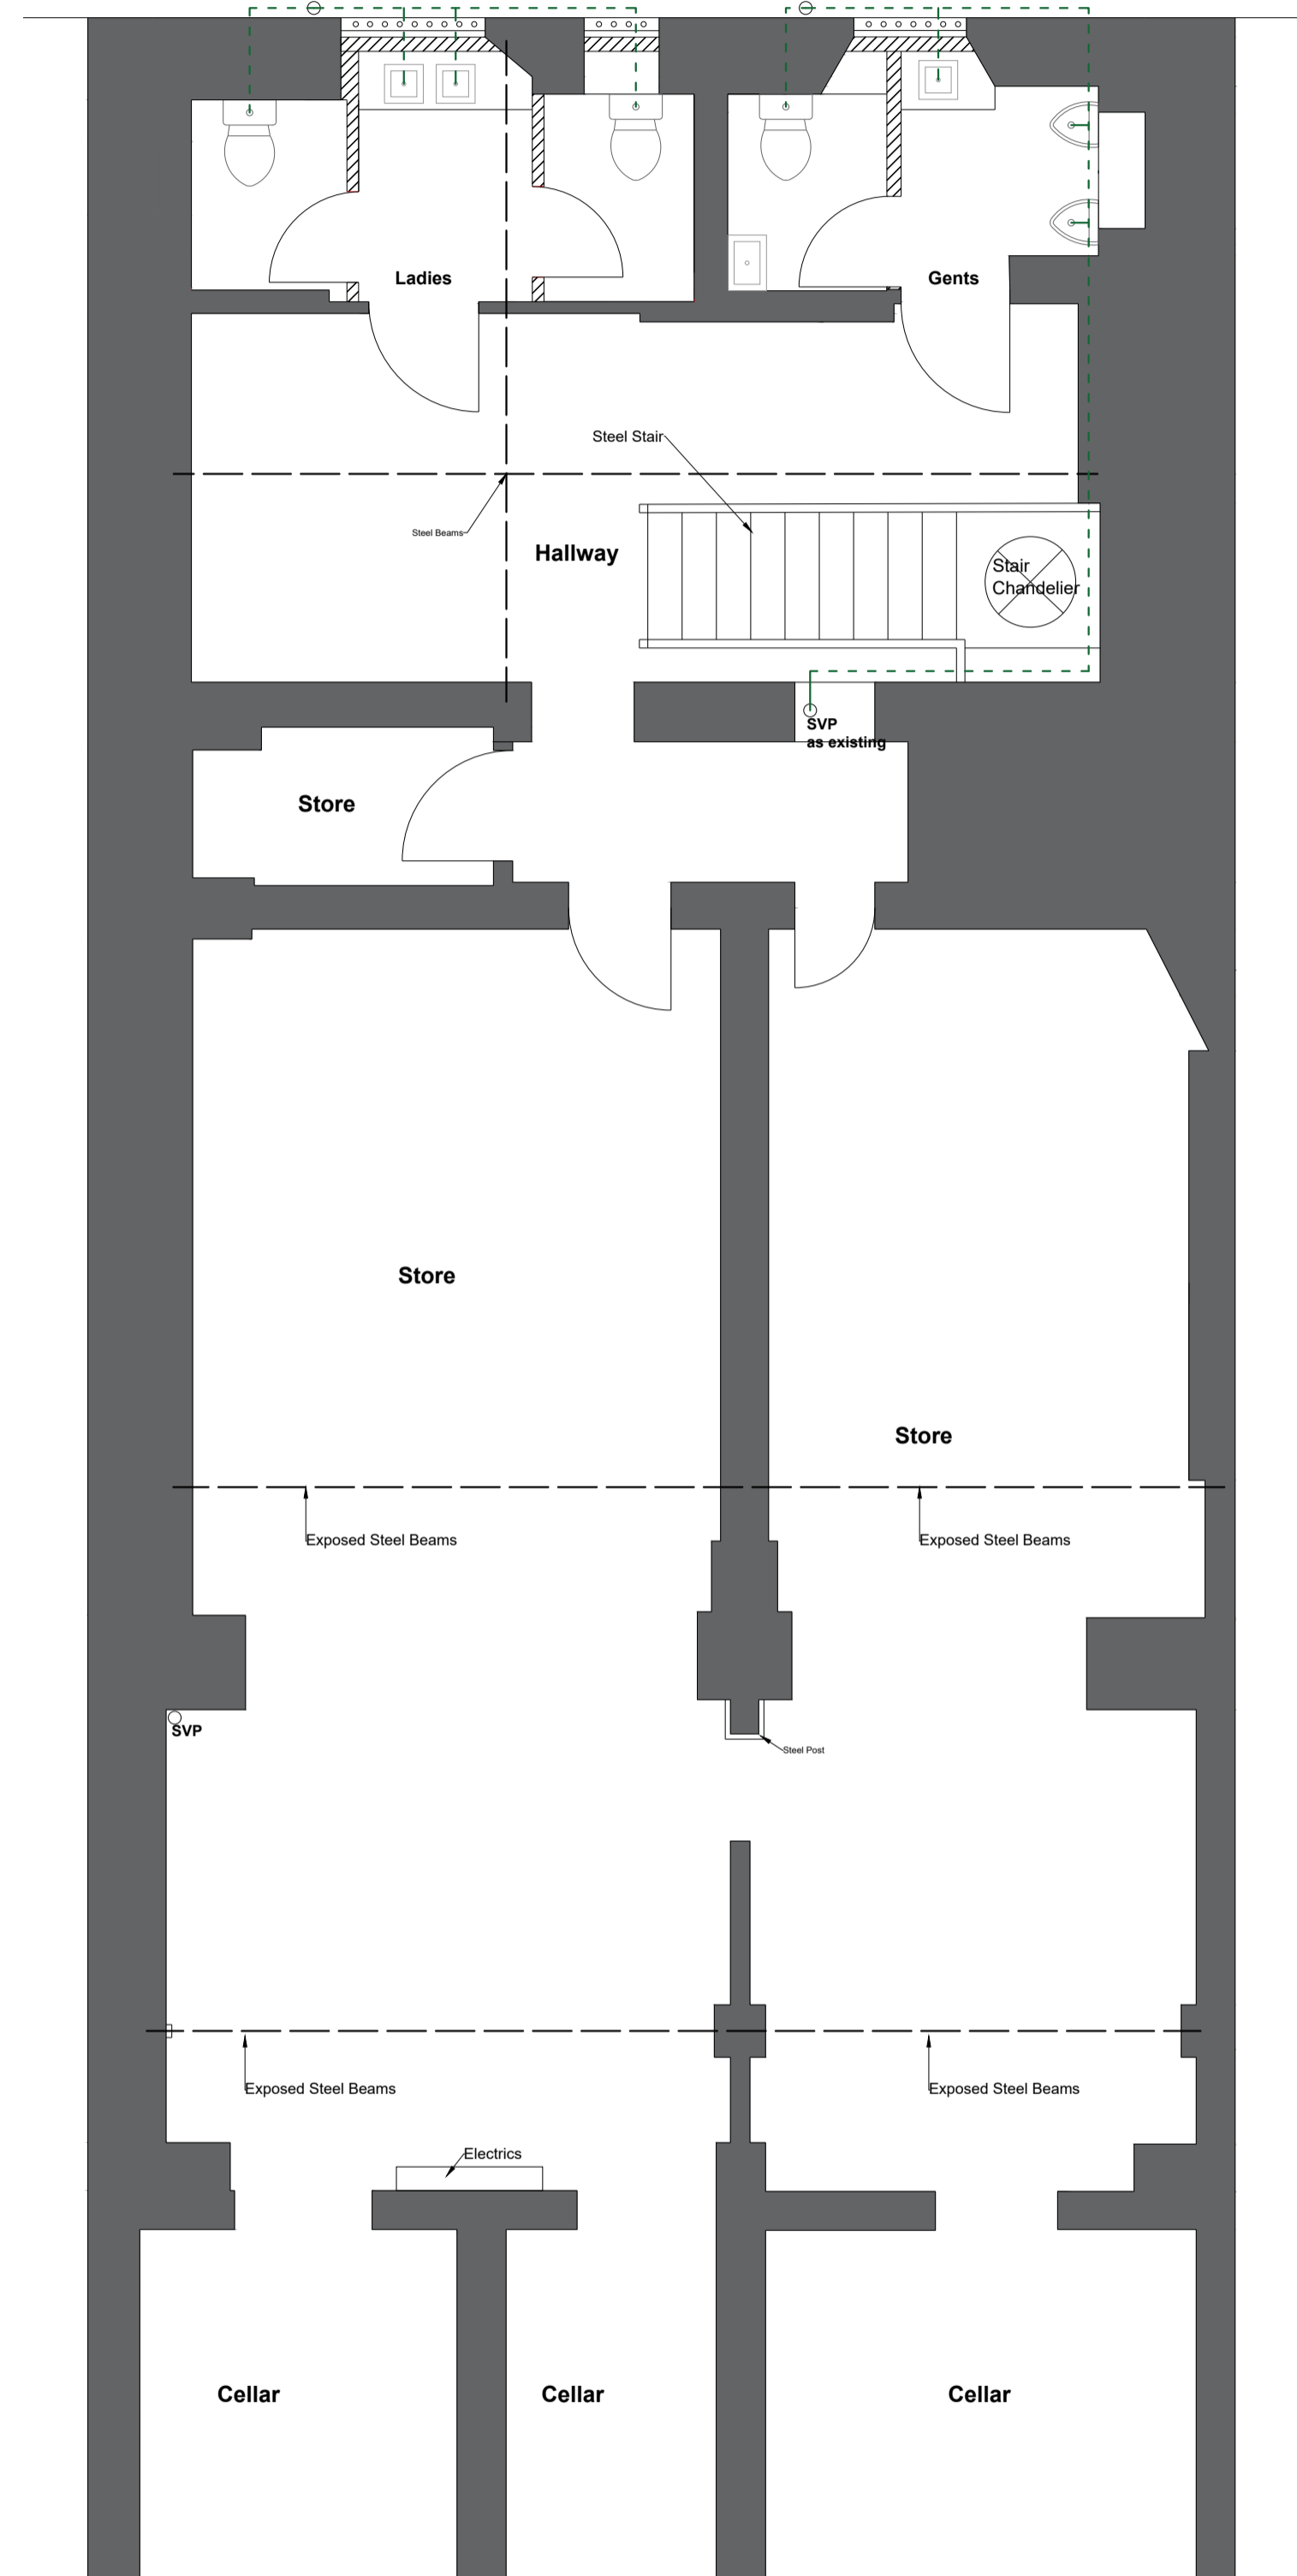 Ladies
Gents
Steel Stair
Steel Beams
Hallway
Stair
Chandelier
SVP
as existing
Store
Store
Store
Exposed Steel Beams
Exposed Steel Beams
SVP
Steel Post
Exposed Steel Beams
Exposed Steel Beams
Electrics
Cellar
Cellar
Cellar